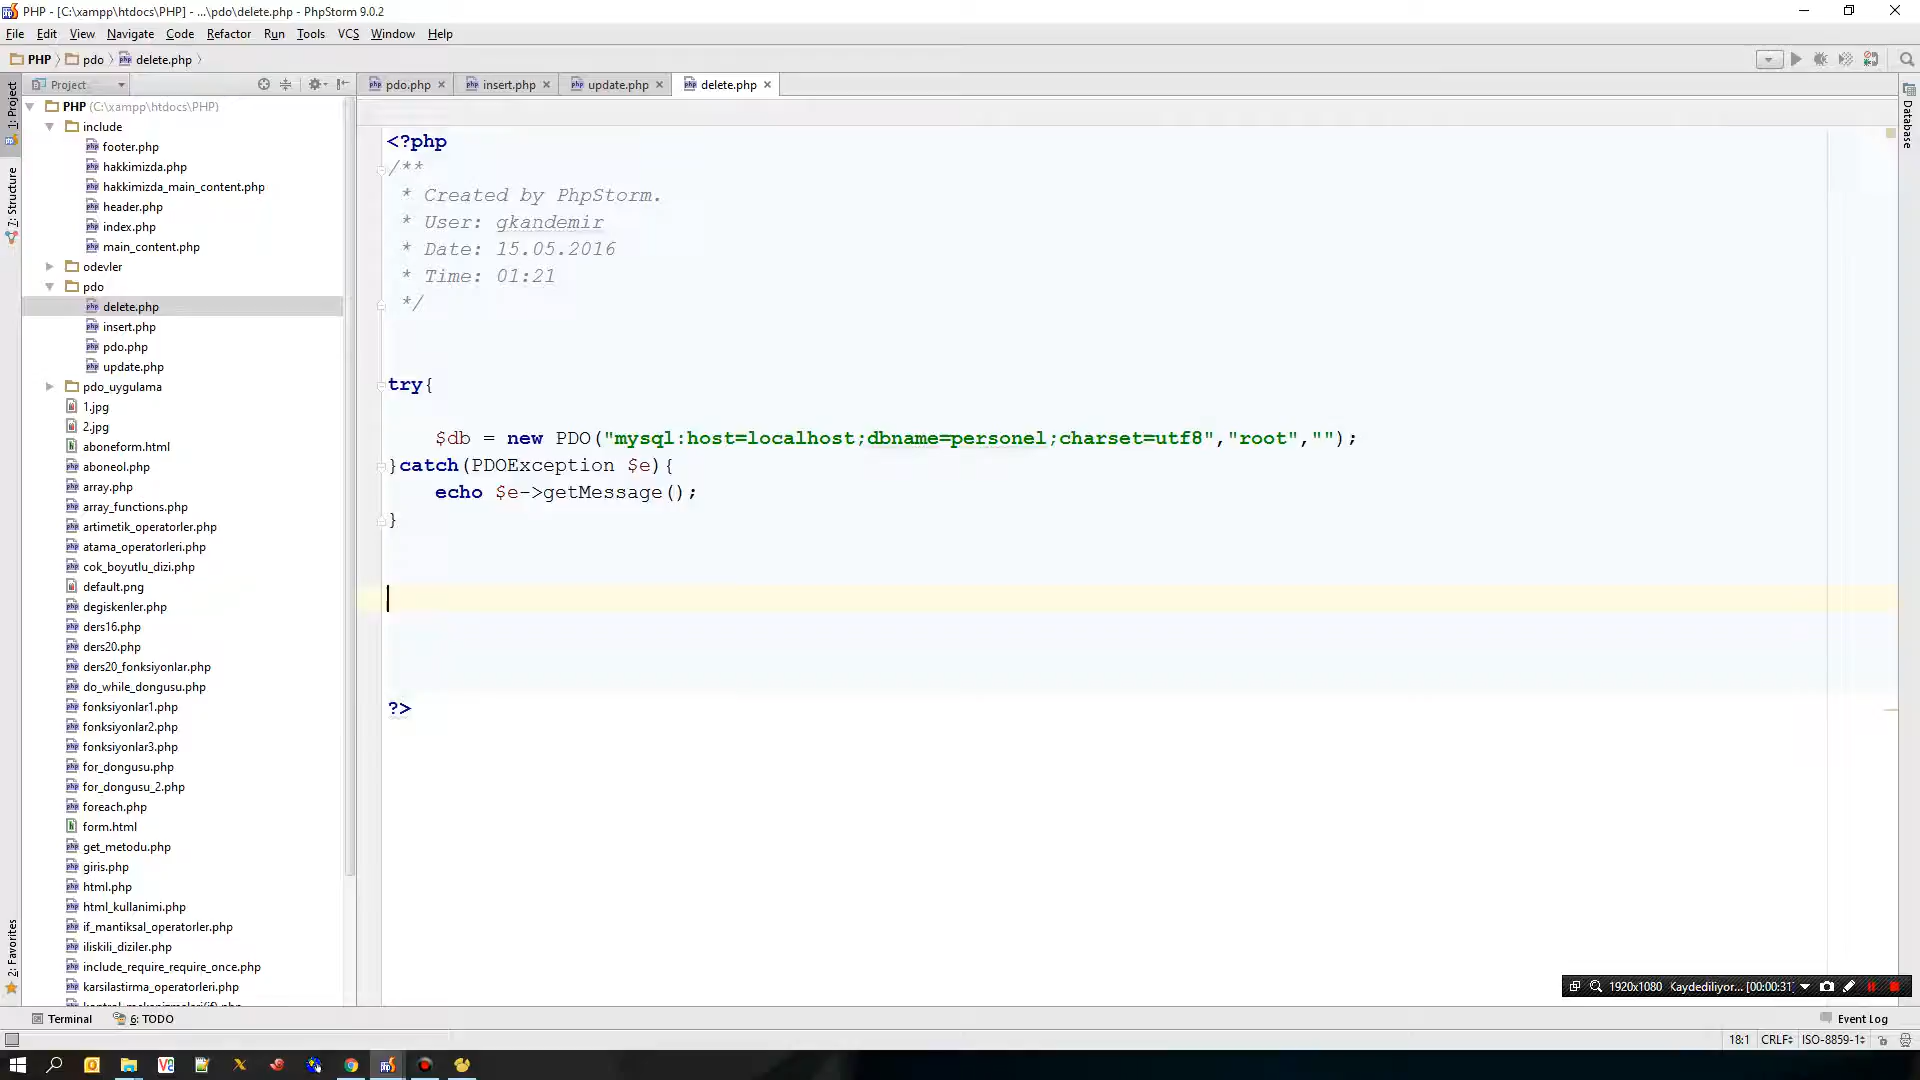 PHP - [C:\xampp\htdocs\PHP] - ...\pdo\delete.php - PhpStorm 9.0.2
File Edit View Navigate Code Refactor Run Tools VCS Window Help
PHP pdo delete.php
Project
pdo.php insert.php update.php delete.php
1: Project
7: Structure
2: Favorites
Database
PHP (C:\xampp\htdocs\PHP)
include
footer.php
hakkimizda.php
hakkimizda_main_content.php
header.php
index.php
main_content.php
odevler
pdo
delete.php
insert.php
pdo.php
update.php
pdo_uygulama
1.jpg
2.jpg
aboneform.html
aboneol.php
array.php
array_functions.php
artimetik_operatorler.php
atama_operatorleri.php
cok_boyutlu_dizi.php
default.png
degiskenler.php
ders16.php
ders20.php
ders20_fonksiyonlar.php
do_while_dongusu.php
fonksiyonlar1.php
fonksiyonlar2.php
fonksiyonlar3.php
for_dongusu.php
for_dongusu_2.php
foreach.php
form.html
get_metodu.php
giris.php
html.php
html_kullanimi.php
if_mantiksal_operatorler.php
iliskili_diziler.php
include_require_require_once.php
karsilastirma_operatorleri.php
<?php
/**
* Created by PhpStorm.
* User: gkandemir
* Date: 15.05.2016
* Time: 01:21
*/
try{
$db = new PDO("mysql:host=localhost;dbname=personel;charset=utf8","root","");
}catch(PDOException $e){
echo $e->getMessage();
}
?>
1920x1080 Kaydediliyor... [00:00:31]
Terminal 6: TODO Event Log
18:1 CRLF ISO-8859-1